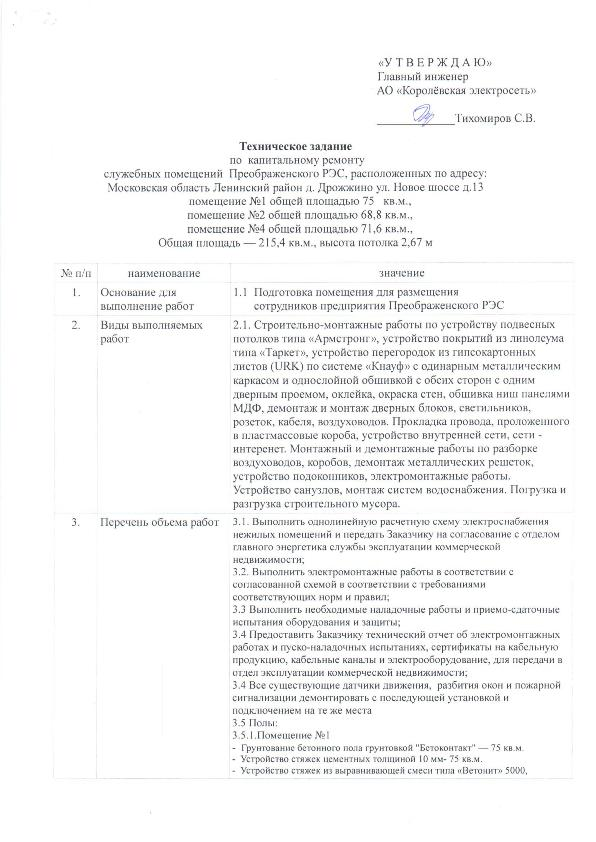 «У Т В Е Р Ж Д А Ю»
Главный инженер
АО «Королёвская электросеть»
_____________Тихомиров С.В.
Техническое задание
по капитальному ремонту
служебных помещений Преображенского РЭС, расположенных по адресу:
Московская область Ленинский район д. Дрожжино ул. Новое шоссе д.13
помещение №1 общей площадью 75 кв.м.,
помещение №2 общей площадью 68,8 кв.м.,
помещение №4 общей площадью 71,6 кв.м.,
Общая площадь — 215,4 кв.м., высота потолка 2,67 м
№ п/п наименование значение
1. Основание для выполнение работ
1.1 Подготовка помещения для размещения
сотрудников предприятия Преображенского РЭС
2. Виды выполняемых работ
2.1. Строительно-монтажные работы по устройству подвесных
потолков типа «Армстронг», устройство покрытий из линолеума
типа «Таркет», устройство перегородок из гипсокартонных
листов (URK) по системе «Кнауф» с одинарным металлическим
каркасом и однослойной обшивкой с обеих сторон с одним
дверным проемом, оклейка, окраска стен, обшивка ниш панелями
МДФ, демонтаж и монтаж дверных блоков, светильников,
розеток, кабеля, воздуховодов. Прокладка провода, проложенного
в пластмассовые короба, устройство внутренней сети, сети -
интеренет. Монтажный и демонтажные работы по разборке
воздуховодов, коробов, демонтаж металлических решеток,
устройство подоконников, электромонтажные работы.
Устройство санузлов, монтаж систем водоснабжения. Погрузка и
разгрузка строительного мусора.
3. Перечень объема работ
3.1. Выполнить однолинейную расчетную схему электроснабжения
нежилых помещений и передать Заказчику на согласование с отделом
главного энергетика службы эксплуатации коммерческой
недвижимости;
3.2. Выполнить электромонтажные работы в соответствии с
согласованной схемой в соответствии с требованиями
соответствующих норм и правил;
3.3 Выполнить необходимые наладочные работы и приемо-сдаточные
испытания оборудования и защиты;
3.4 Предоставить Заказчику технический отчет об электромонтажных
работах и пуско-наладочных испытаниях, сертификаты на кабельную
продукцию, кабельные каналы и электрооборудование, для передачи в
отдел эксплуатации коммерческой недвижимости;
3.4 Все существующие датчики движения, разбития окон и пожарной
сигнализации демонтировать с последующей установкой и
подключением на те же места
3.5 Полы:
3.5.1.Помещение №1
- Грунтование бетонного пола грунтовкой "Бетоконтакт" — 75 кв.м.
- Устройство стяжек цементных толщиной 10 мм- 75 кв.м.
- Устройство стяжек из выравнивающей смеси типа «Ветонит» 5000,